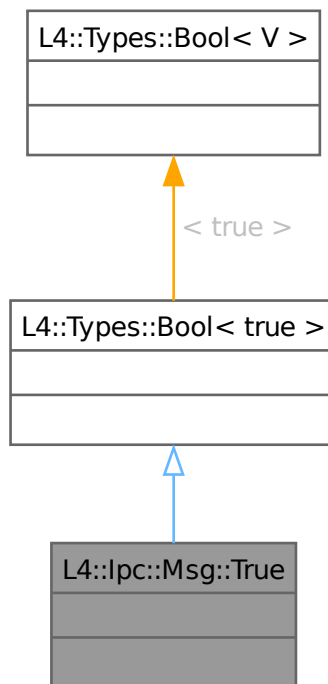 L4::Types::Bool< V >
< true >
L4::Types::Bool< true >
L4::Ipc::Msg::True